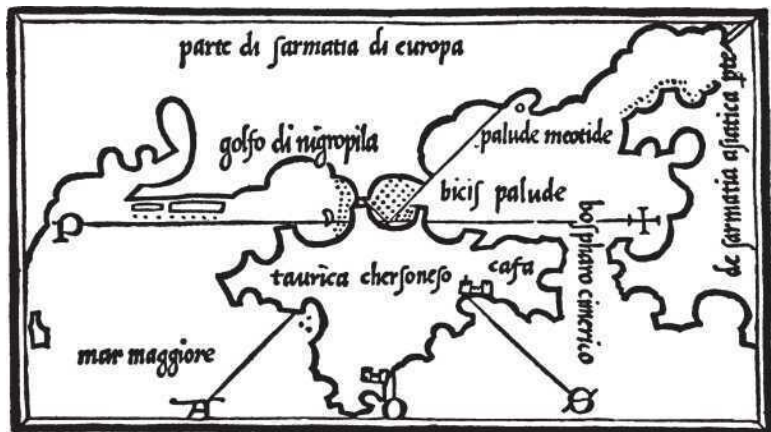 parte di sarmatia di europa
golfo di nigropila
palude meotide
bicis palude
P
taurica chersoneso
cafa
bospharo cimerico
de sarmatia asiatica pte
mar maggiore
A
O
S